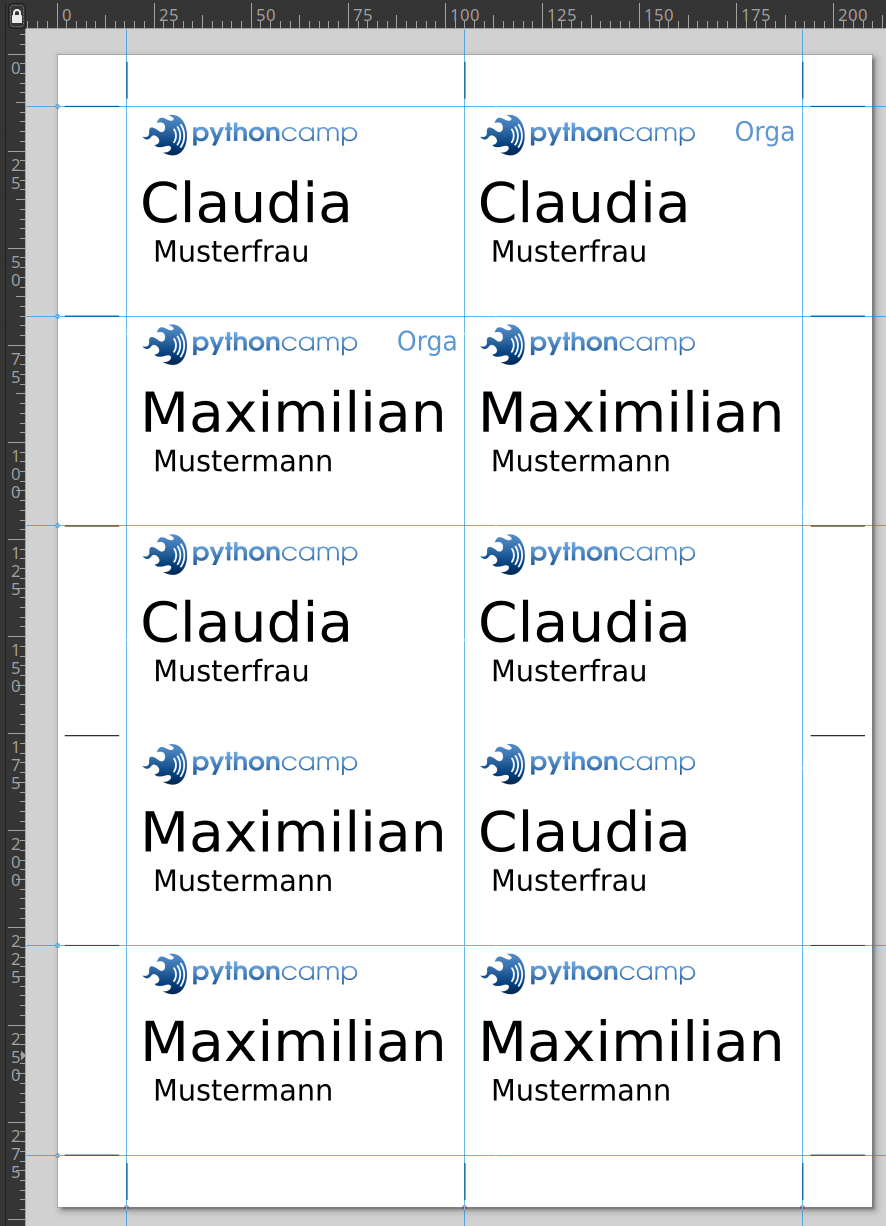 0 25 50 75 100 125 150 175 200
0
25
50
75
100
125
150
175
200
225
250
275
pythoncamp
Claudia
Musterfrau
pythoncamp Orga
Claudia
Musterfrau
pythoncamp Orga
Maximilian
Mustermann
pythoncamp
Maximilian
Mustermann
pythoncamp
Claudia
Musterfrau
pythoncamp
Claudia
Musterfrau
pythoncamp
Maximilian
Mustermann
pythoncamp
Claudia
Musterfrau
pythoncamp
Maximilian
Mustermann
pythoncamp
Maximilian
Mustermann